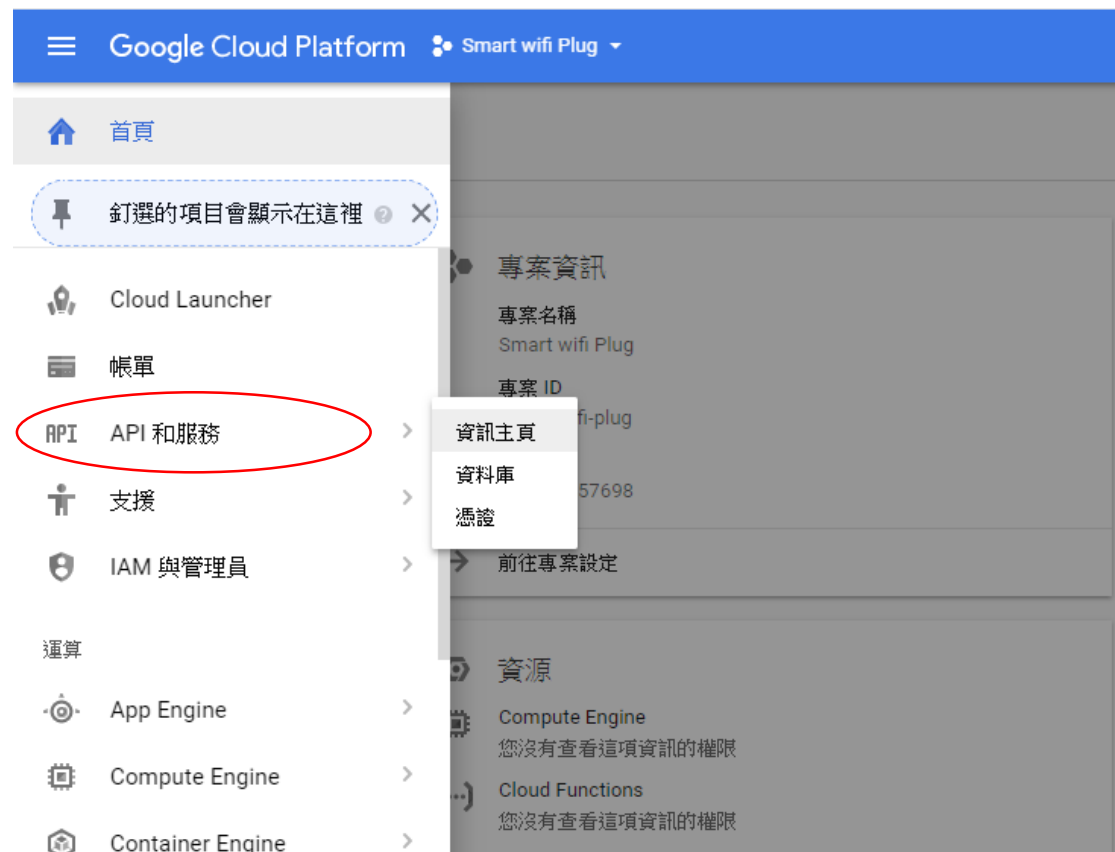 Google Cloud Platform Smart wifi Plug
首頁
釘選的項目會顯示在這裡
Cloud Launcher
帳單
API API 和服務
支援
IAM 與管理員
運算
App Engine
Compute Engine
Container Engine
資訊主頁
資料庫
憑證
專案資訊
專案名稱
Smart wifi Plug
專案 ID
fi-plug
57698
前往專案設定
資源
Compute Engine
您沒有查看這項資訊的權限
Cloud Functions
您沒有查看這項資訊的權限